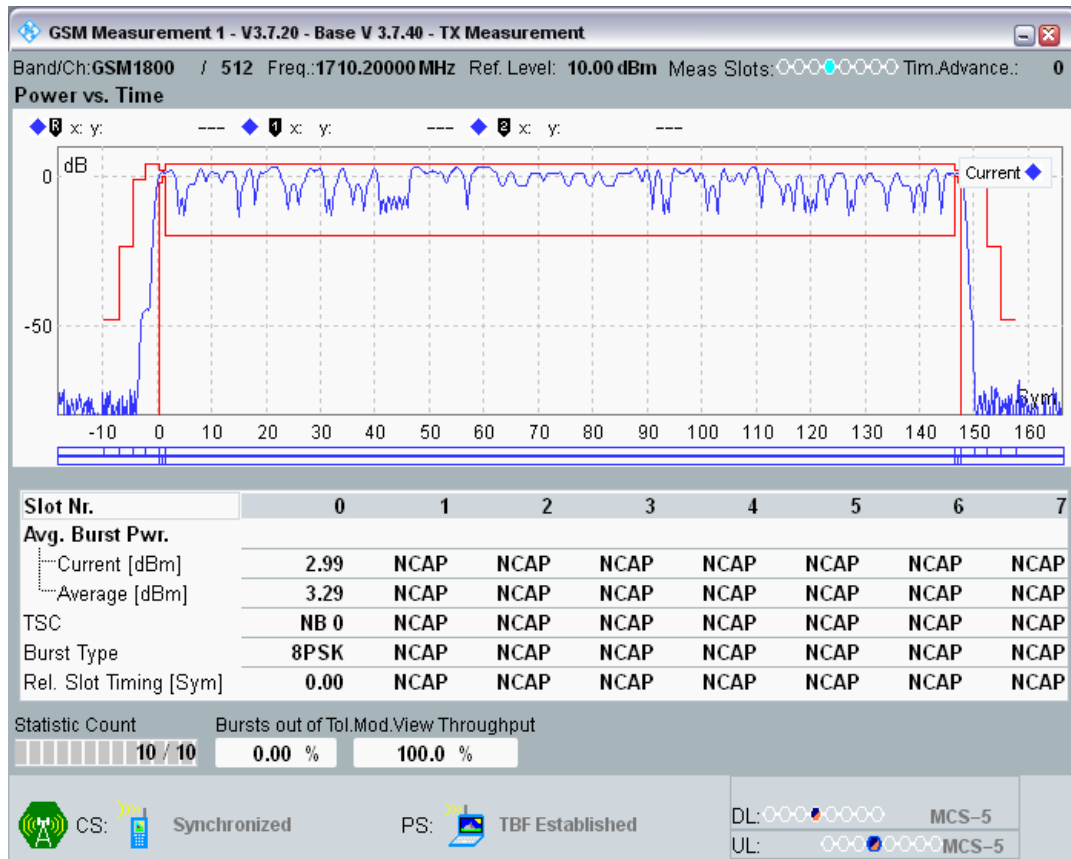 GSM Measurement 1 - V3.7.20 - Base V 3.7.40 - TX Measurement
Band/Ch:GSM1800 / 512 Freq.:1710.20000 MHz Ref. Level: 10.00 dBm Meas Slots: Tim.Advance.: 0
Power vs. Time
R x: y: --- 1 x: y: --- 2 x: y: ---
dB
Current
0
-50
Sym
-10 0 10 20 30 40 50 60 70 80 90 100 110 120 130 140 150 160
Slot Nr. 0 1 2 3 4 5 6 7
Avg. Burst Pwr.
Current [dBm] 2.99 NCAP NCAP NCAP NCAP NCAP NCAP NCAP
Average [dBm] 3.29 NCAP NCAP NCAP NCAP NCAP NCAP NCAP
TSC NB 0 NCAP NCAP NCAP NCAP NCAP NCAP NCAP
Burst Type 8PSK NCAP NCAP NCAP NCAP NCAP NCAP NCAP
Rel. Slot Timing [Sym] 0.00 NCAP NCAP NCAP NCAP NCAP NCAP NCAP
Statistic Count Bursts out of Tol. Mod.View Throughput
10 / 10 0.00 % 100.0 %
CS: Synchronized PS: TBF Established
DL: MCS-5
UL: MCS-5